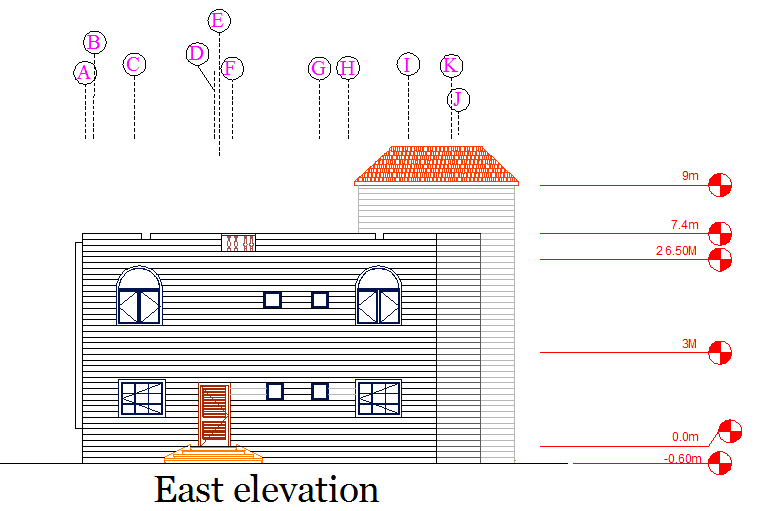 E
B
D
A
C
F
G
H
I
K
J
9m
7.4m
26.50M
3M
0.0m
-0.60m
East elevation